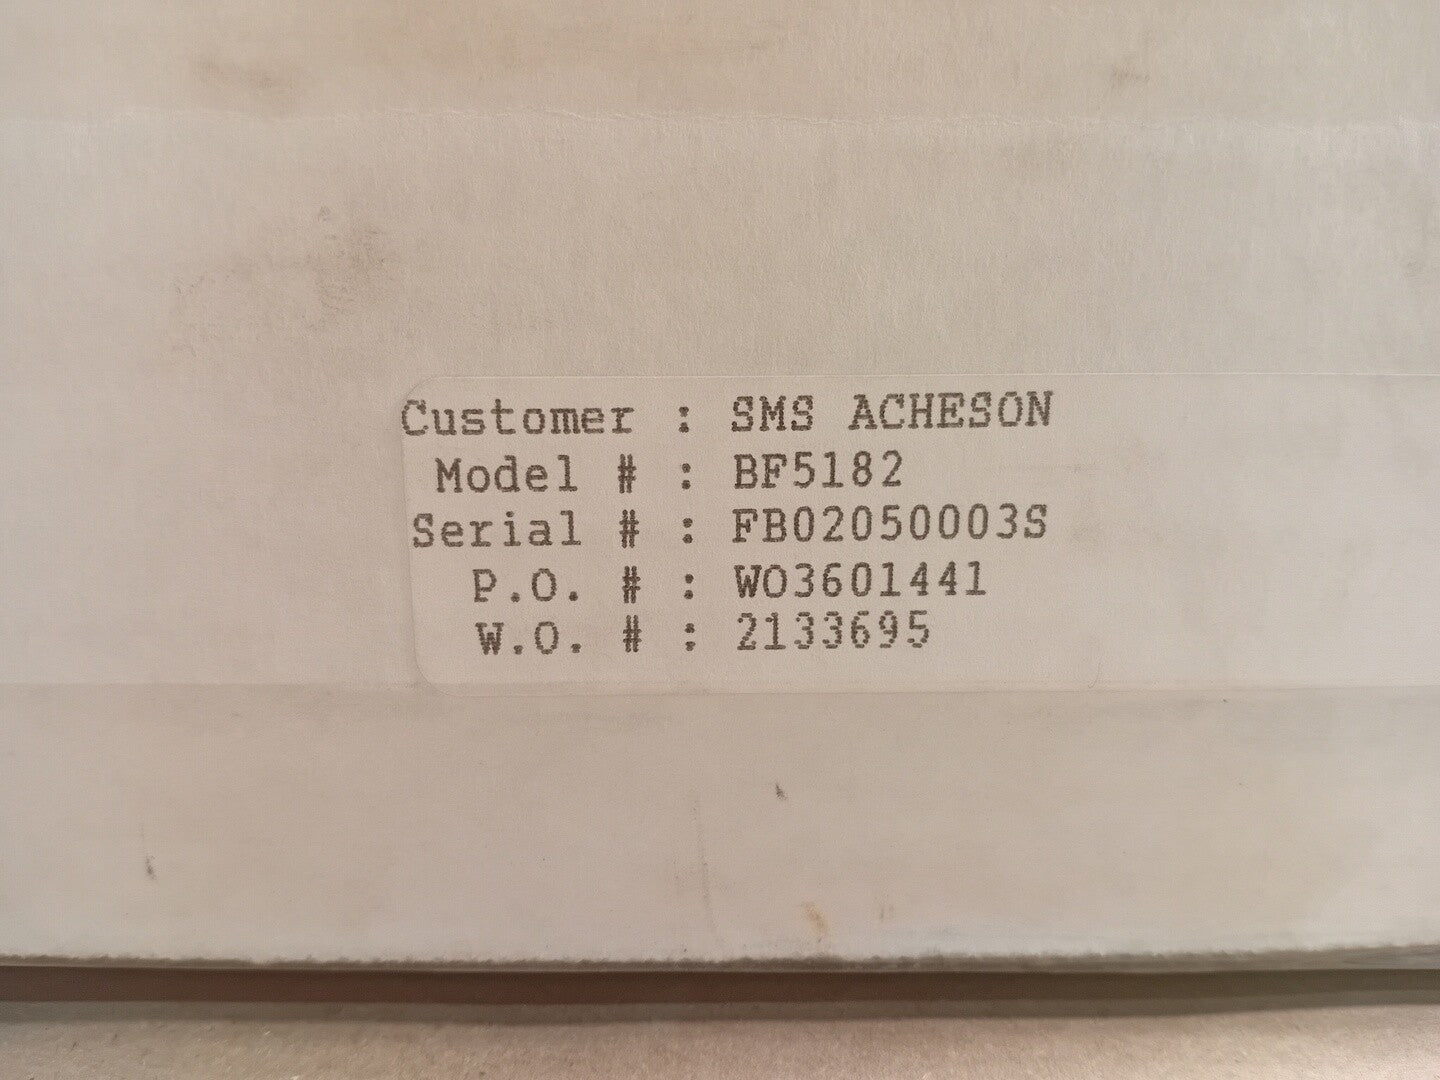 Customer : SMS ACHESON
Model # : BF5182
Serial # : FB02050003S
P.O. # : WO3601441
W.O. # : 2133695